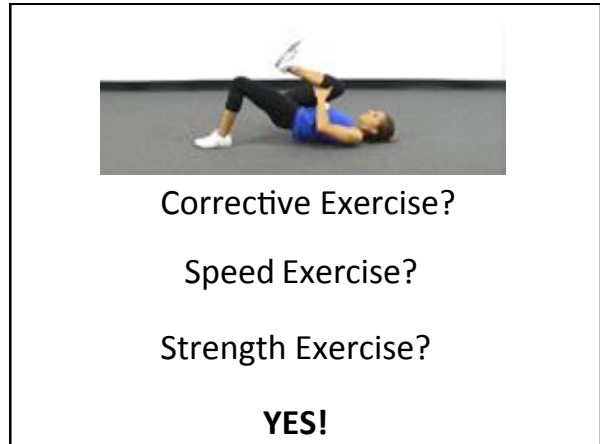 Corrective Exercise?
Speed Exercise?
Strength Exercise?
YES!